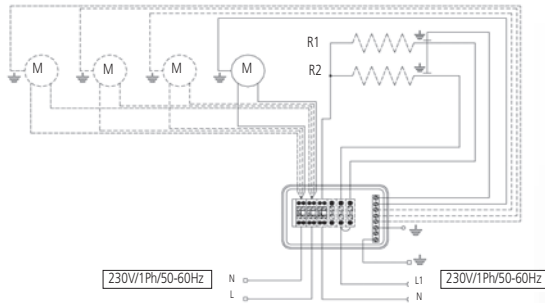 R1
M M M M
R2
230V/1Ph/50-60Hz N L1 230V/1Ph/50-60Hz
L N